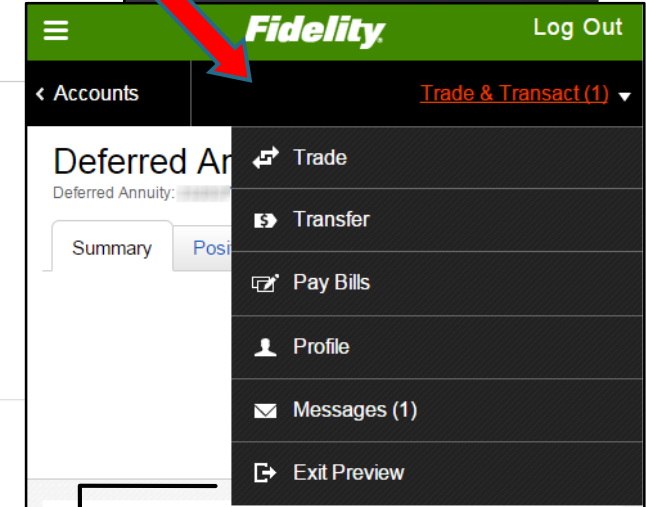 Fidelity
Log Out
Accounts
Trade & Transact (1)
Deferred An
Deferred Annuity:
Summary
Posi
Trade
Transfer
Pay Bills
Profile
Messages (1)
Exit Preview